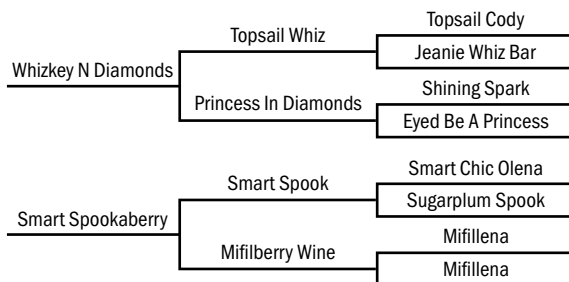 Topsail Cody
Topsail Whiz
Jeanie Whiz Bar
Whizkey N Diamonds
Shining Spark
Princess In Diamonds
Eyed Be A Princess
Smart Chic Olena
Smart Spook
Sugarplum Spook
Smart Spookaberry
Mifillena
Mifilberry Wine
Mifillena